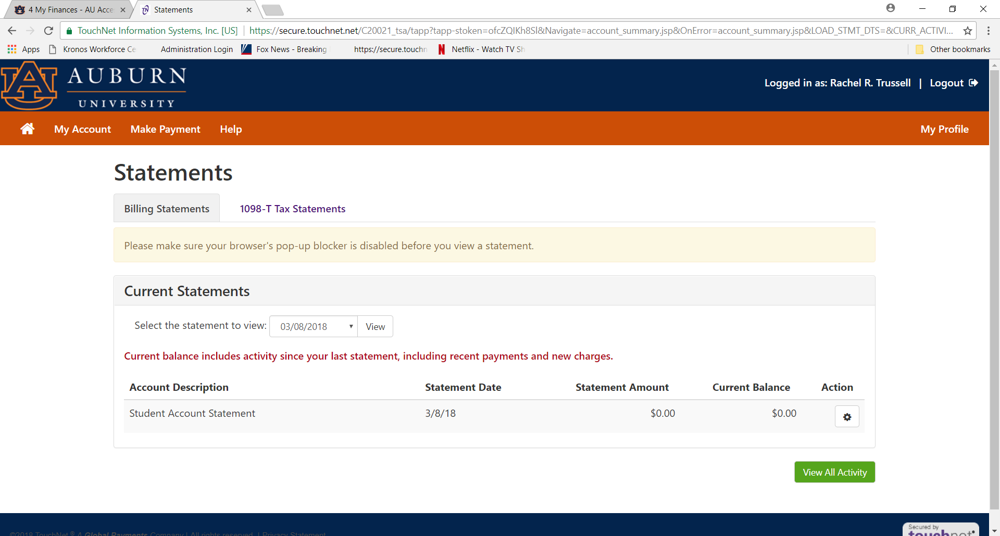 4 My Finances - AU Acce
Statements
TouchNet Information Systems, Inc. [US]
https://secure.touchnet.net/C20021_tsa/tapp?tapp-stoken=ofcZQIKh8Sl&Navigate=account_summary.jsp&OnError=account_summary.jsp&LOAD_STMT_DTS=&CURR_ACTIVI...
Apps
Kronos Workforce Ce
Administration Login
Fox News - Breaking
https://secure.touchn
Netflix - Watch TV Sh
Other bookmarks
AUBURN
UNIVERSITY
Logged in as: Rachel R. Trussell | Logout
My Account
Make Payment
Help
My Profile
Statements
Billing Statements
1098-T Tax Statements
Please make sure your browser's pop-up blocker is disabled before you view a statement.
Current Statements
Select the statement to view: 03/08/2018 View
Current balance includes activity since your last statement, including recent payments and new charges.
Account Description Statement Date Statement Amount Current Balance Action
Student Account Statement 3/8/18 $0.00 $0.00
View All Activity
©2018 TouchNet ® A Global Payments Company | All rights reserved. | Privacy Statement
Secured by
touchnet